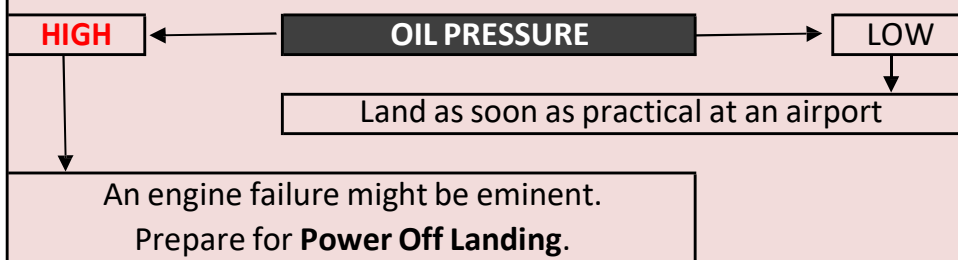 HIGH OIL PRESSURE LOW
Land as soon as practical at an airport
An engine failure might be eminent.
Prepare for Power Off Landing.